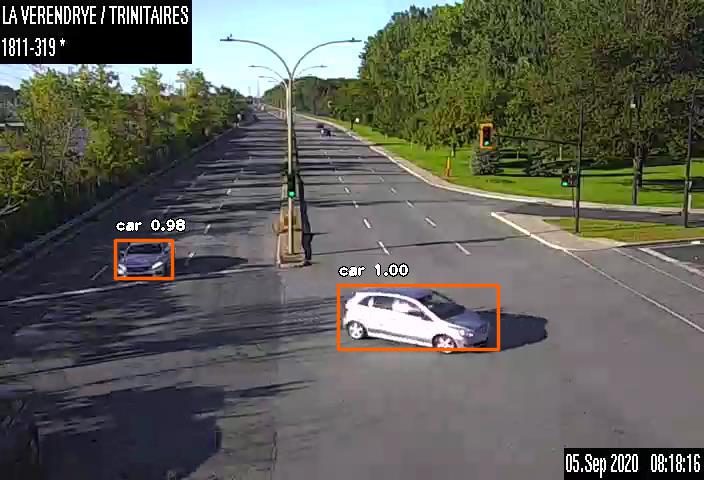 LA VERENDRYE / TRINITAIRES
1811-319 *
car 0.98
car 1.00
05.Sep 2020 08:18:16